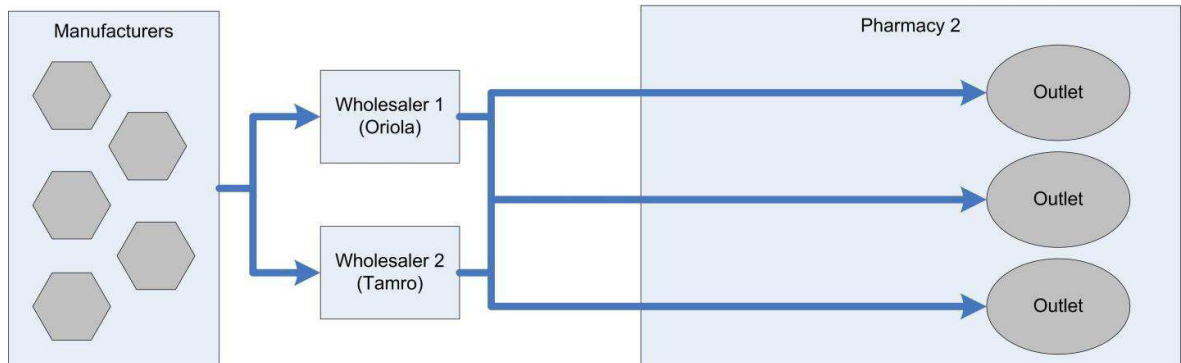 Manufacturers
Wholesaler 1
(Oriola)
Wholesaler 2
(Tamro)
Pharmacy 2
Outlet
Outlet
Outlet